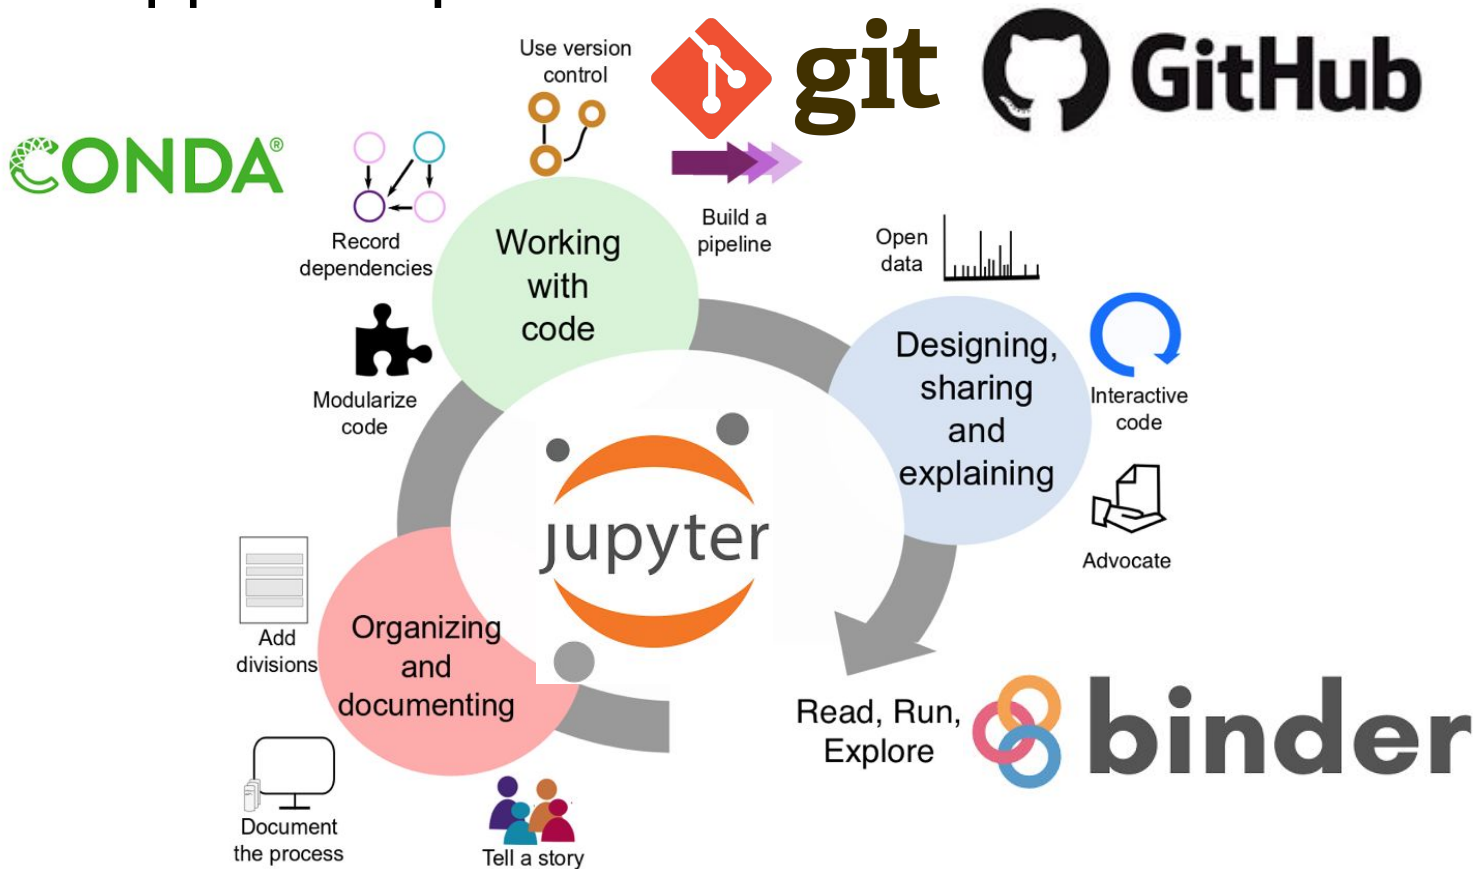 Use version
control
git
GitHub
CONDA®
Record
dependencies
Working
with
code
Build a
pipeline
Open
data
Modularize
code
Designing,
sharing
and
explaining
Interactive
code
Advocate
jupyter
Add
divisions
Organizing
and
documenting
Read, Run,
Explore
binder
Document
the process
Tell a story